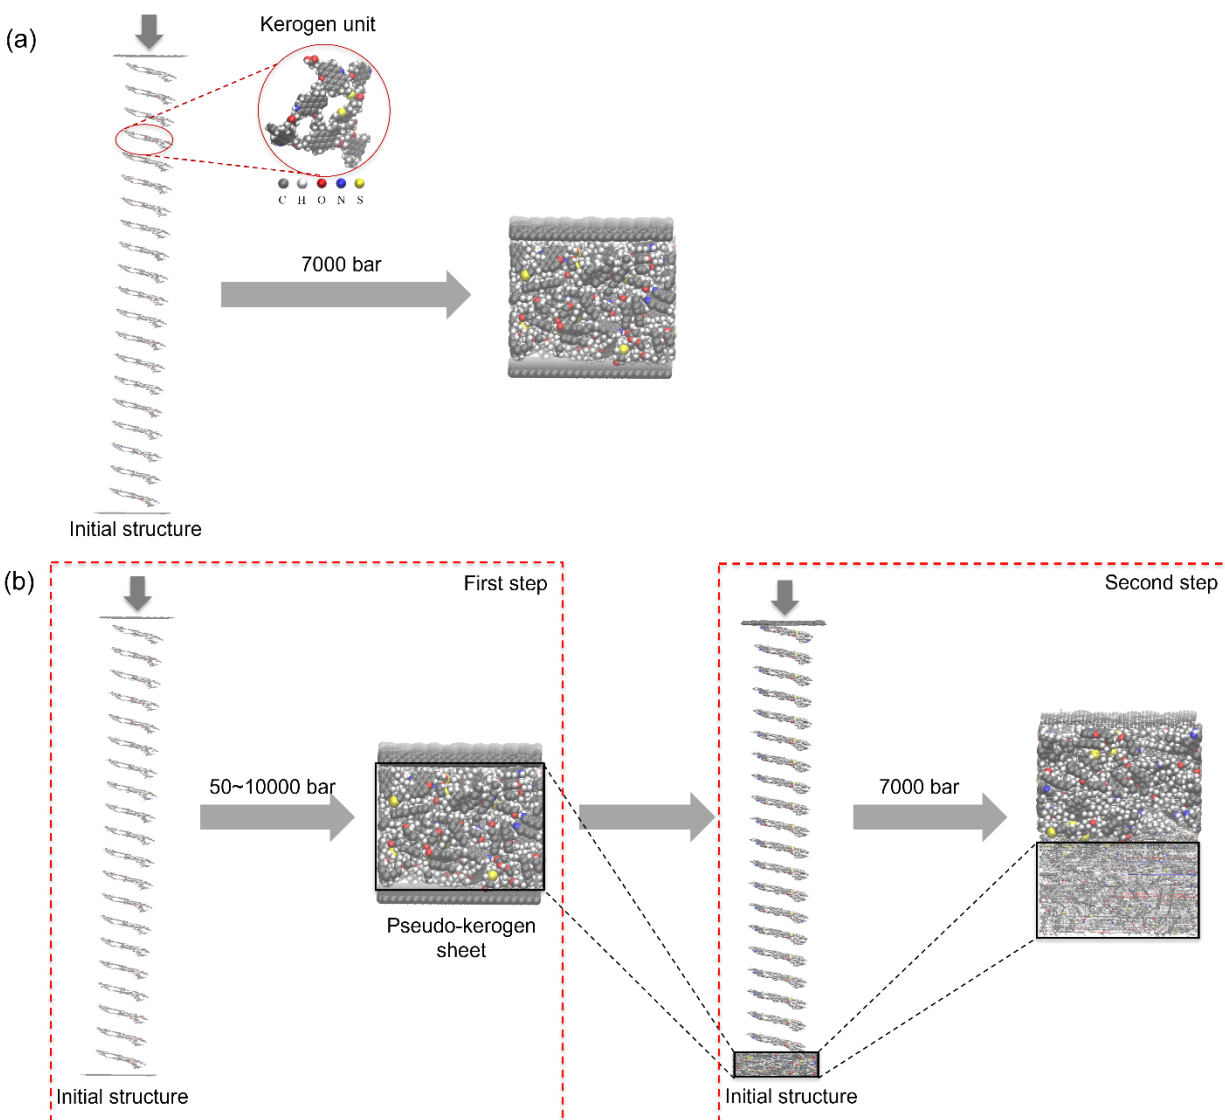 (a)
Kerogen unit
C H O N S
7000 bar
Initial structure
(b)
First step
Second step
50~10000 bar
7000 bar
Pseudo-kerogen
sheet
Initial structure
Initial structure